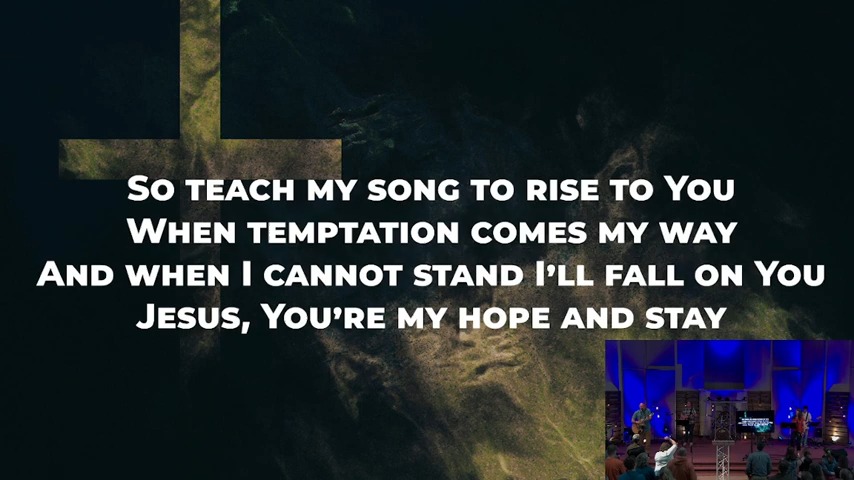 So teach my song to rise to You
When temptation comes my way
And when I cannot stand I’ll fall on You
Jesus, You’re my hope and stay